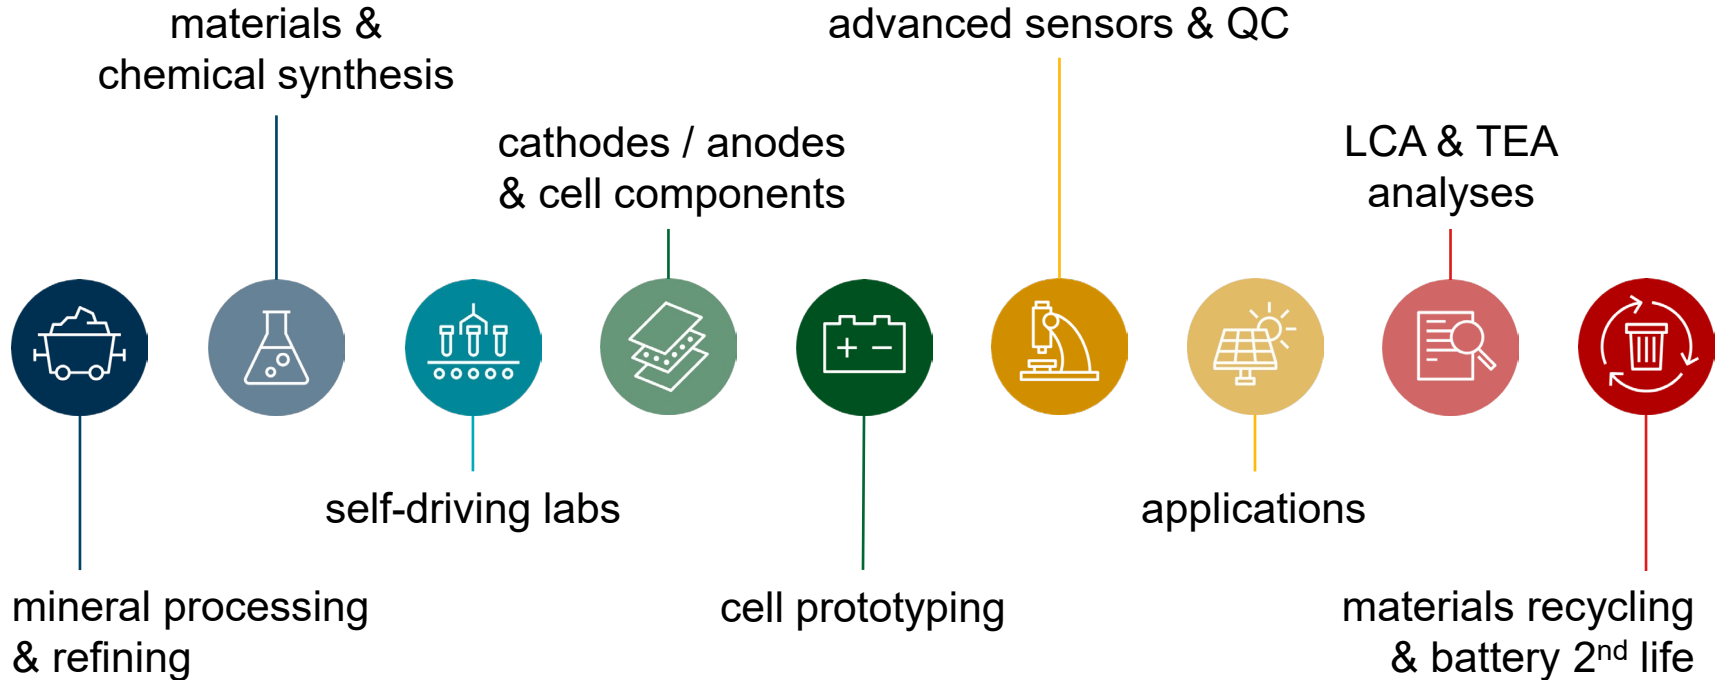 materials &
chemical synthesis
advanced sensors & QC
cathodes / anodes
& cell components
LCA & TEA
analyses
self-driving labs
applications
mineral processing
& refining
cell prototyping
materials recycling
& battery 2nd life